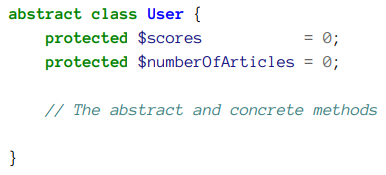 abstract class User {
    protected $scores           = 0;
    protected $numberOfArticles = 0;

    // The abstract and concrete methods

}